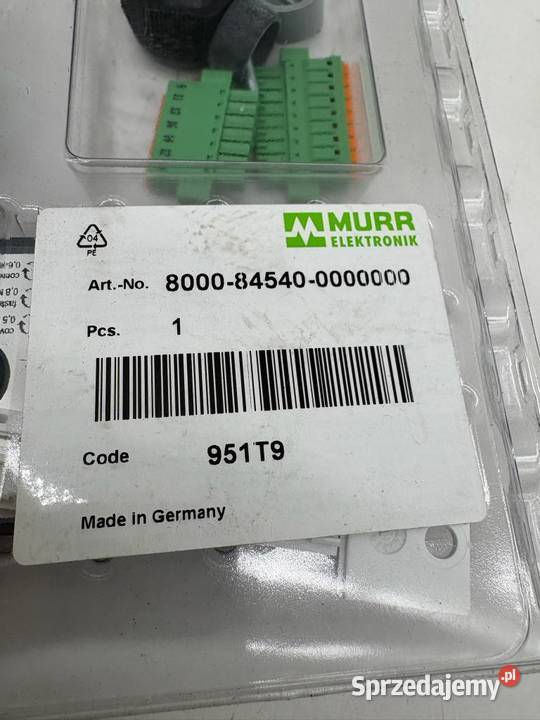 MURR
ELEKTRONIK
04
PE
Art.-No. 8000-84540-0000000
Pcs. 1
Code 951T9
Made in Germany
Sprzedajemy.pl